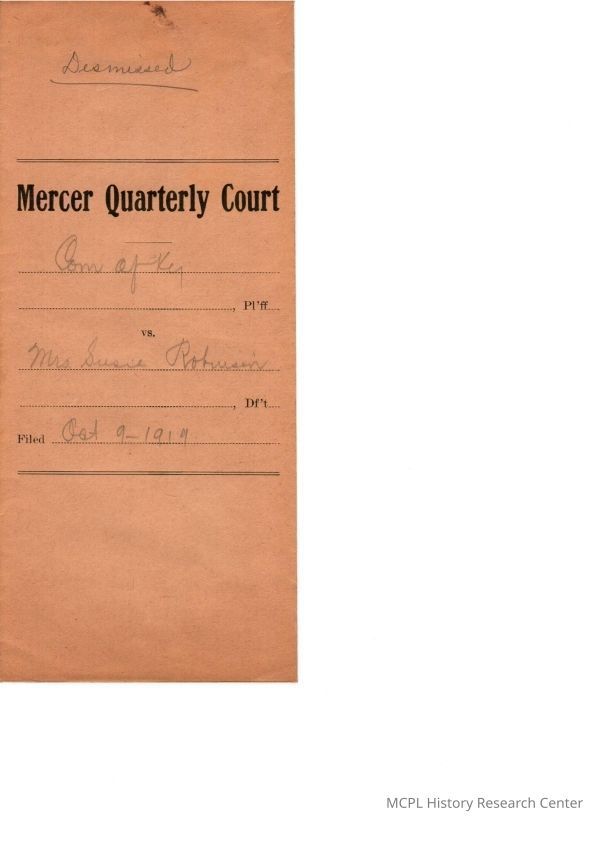 Dismissed
Mercer Quarterly Court
Com of Ky
, Pl'ff
vs.
Mrs Susie Robinson
, Df't
Filed Oct 9-1919
MCPL History Research Center